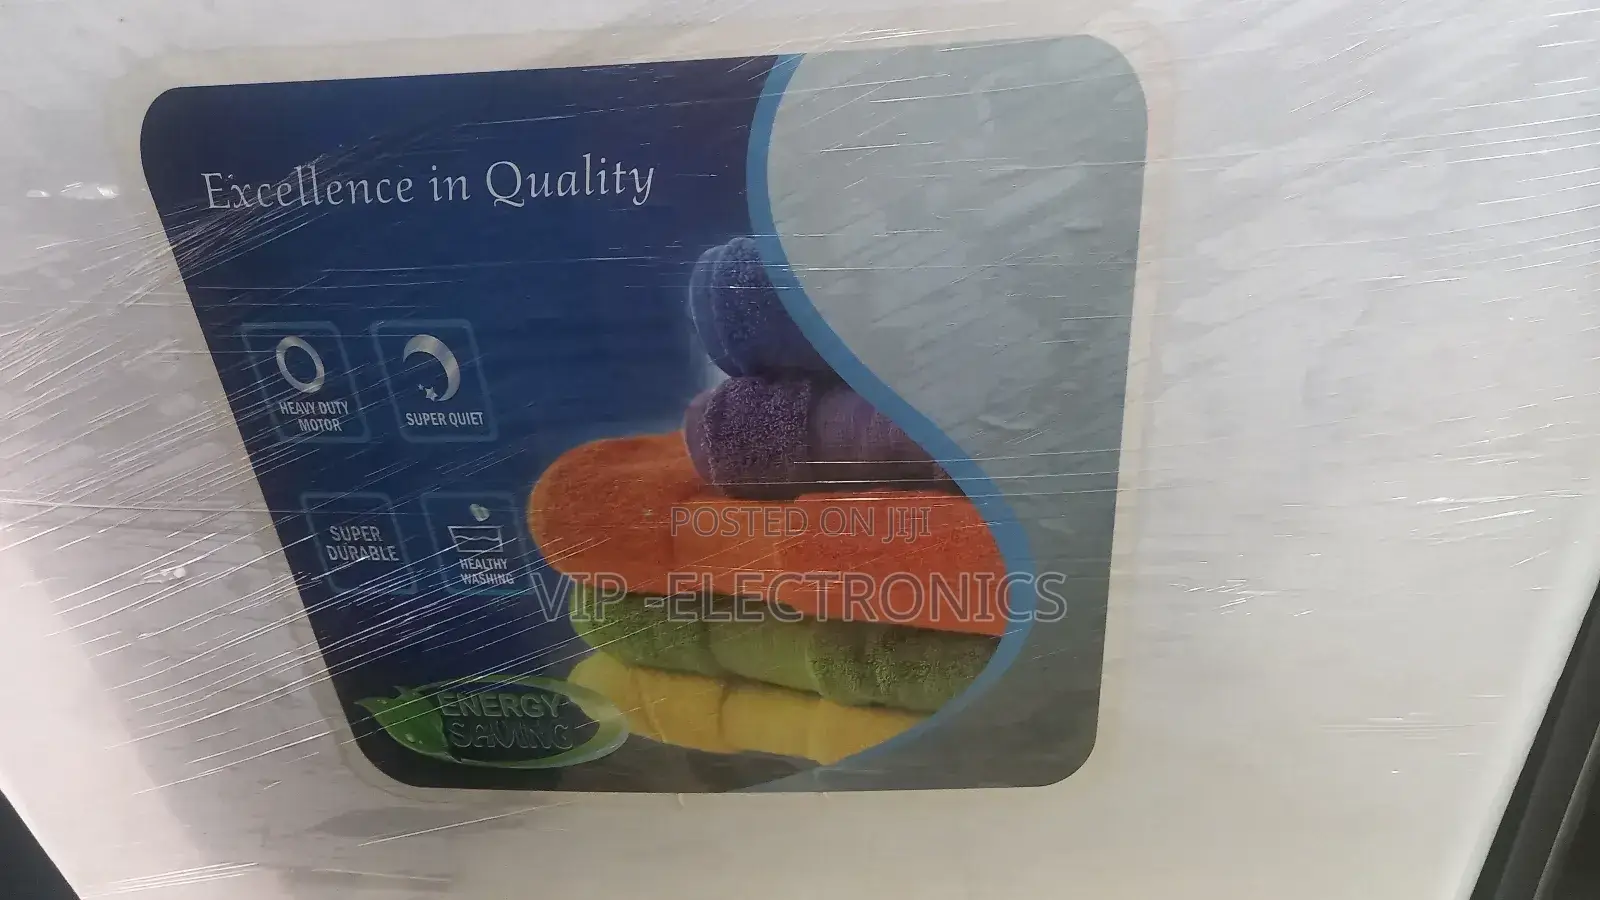 Excellence in Quality
HEAVY DUTY
MOTOR
SUPER QUIET
SUPER
DURABLE
HEALTHY
WASHING
POSTED ON JIJI
VIP -ELECTRONICS
ENERGY
SAVING